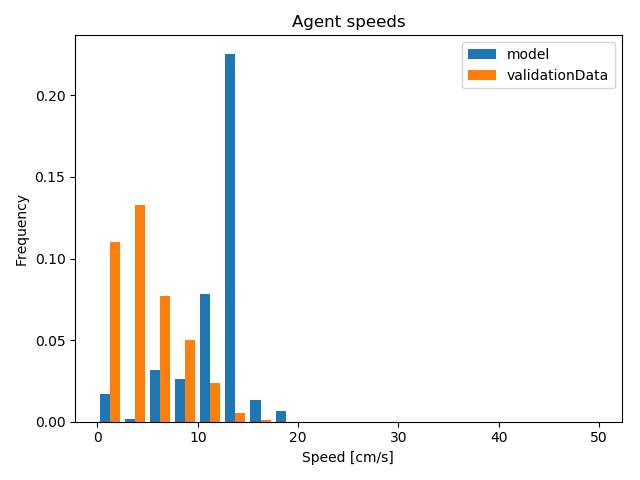 Agent speeds
model
validationData
Frequency
0.20
0.15
0.10
0.05
0.00
0 10 20 30 40 50
Speed [cm/s]